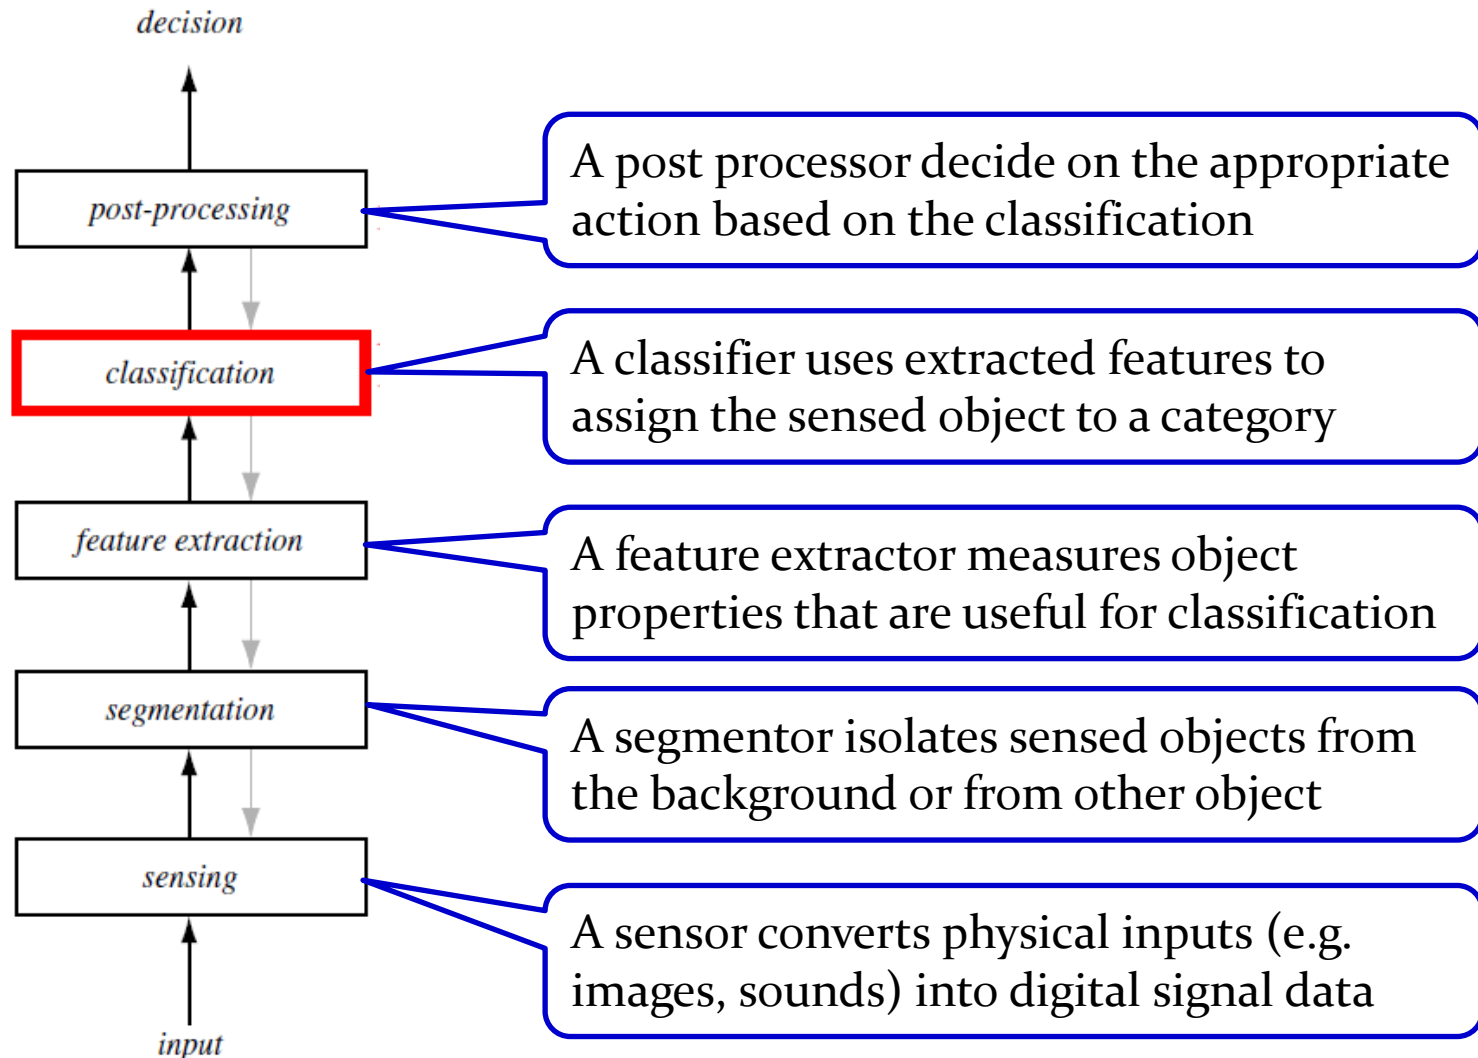 decision
post-processing
A post processor decide on the appropriate
action based on the classification
classification
A classifier uses extracted features to
assign the sensed object to a category
feature extraction
A feature extractor measures object
properties that are useful for classification
segmentation
A segmentor isolates sensed objects from
the background or from other object
sensing
A sensor converts physical inputs (e.g.
images, sounds) into digital signal data
input